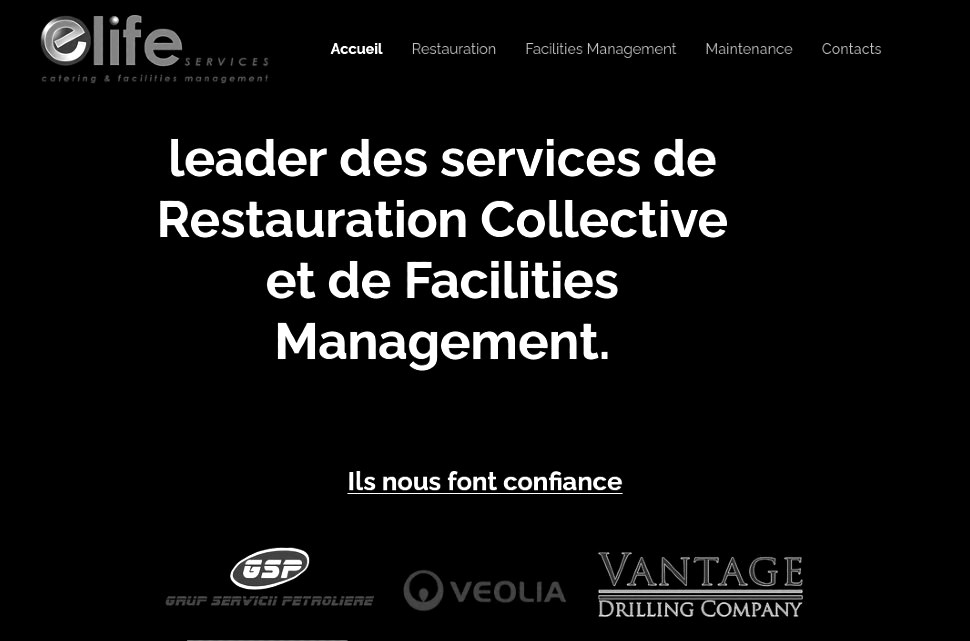 elife SERVICES
catering & facilities management
Accueil Restauration Facilities Management Maintenance Contacts
leader des services de
Restauration Collective
et de Facilities
Management.
Ils nous font confiance
GSP
GRUP SERVICII PETROLIERE
VEOLIA
VANTAGE
DRILLING COMPANY